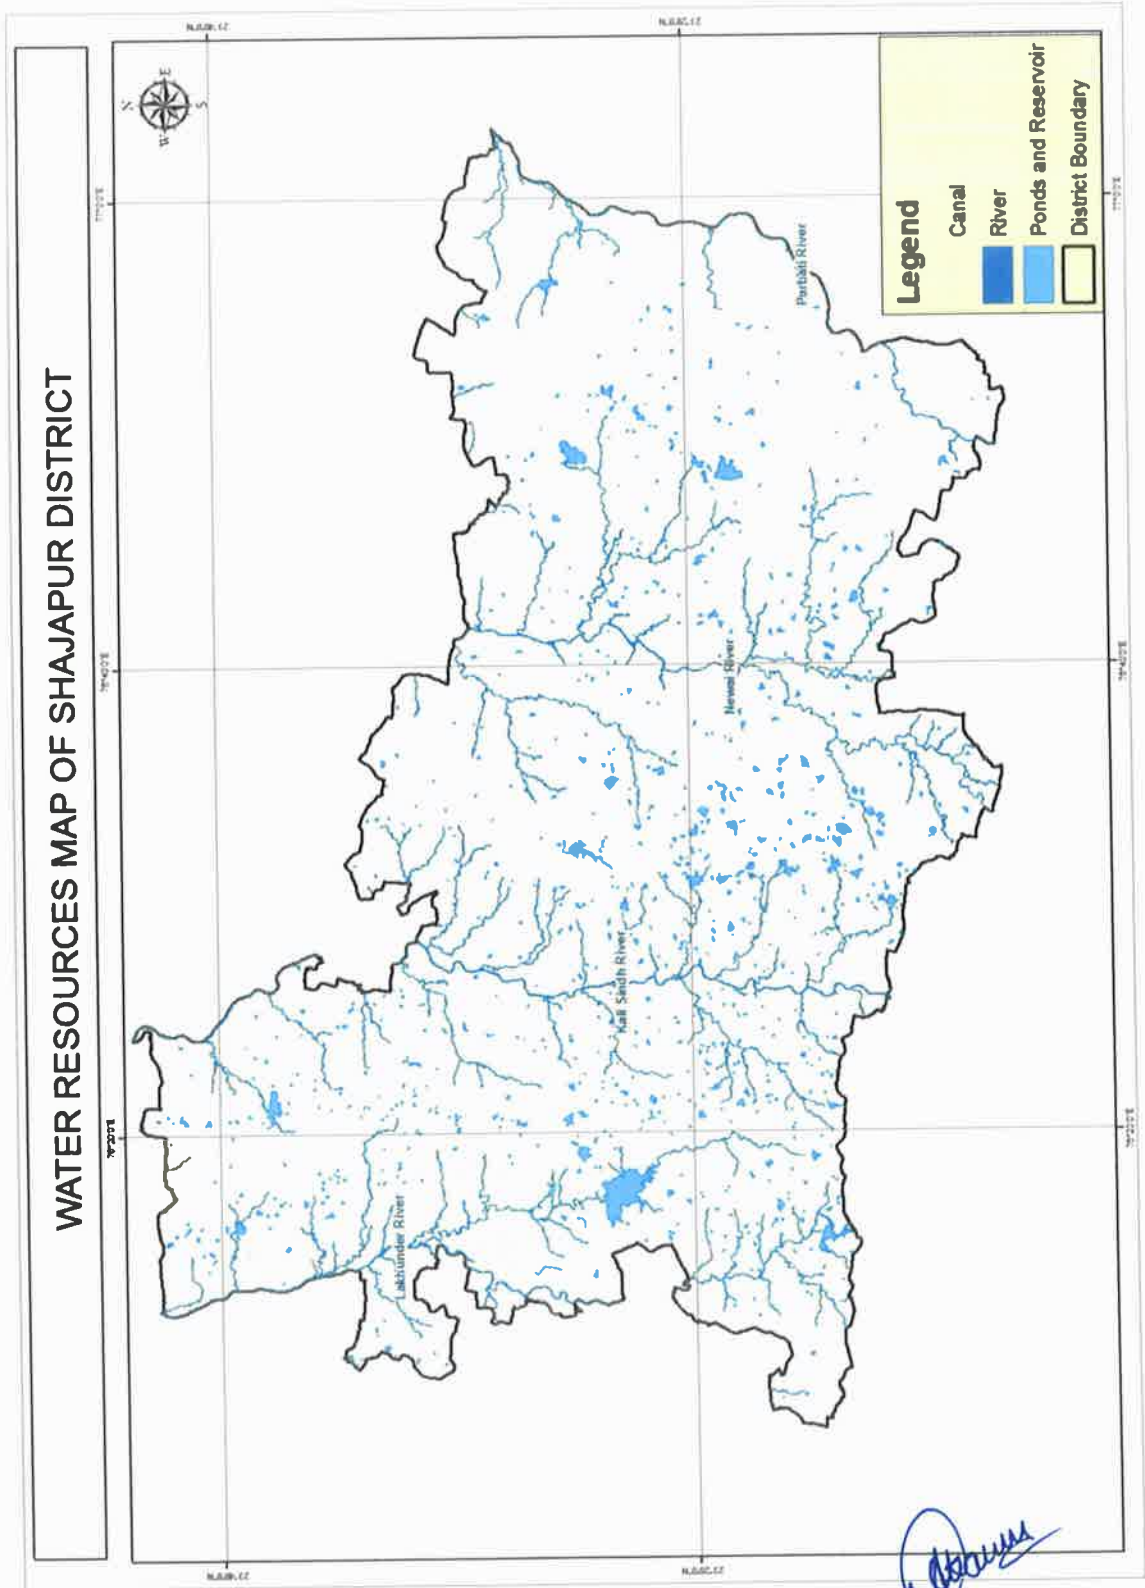 WATER RESOURCES MAP OF SHAJAPUR DISTRICT
N
W
E
S
Lakhunder River
Kali Sindh River
Newaj River
Parbati River
Legend
Canal
River
Ponds and Reservoir
District Boundary